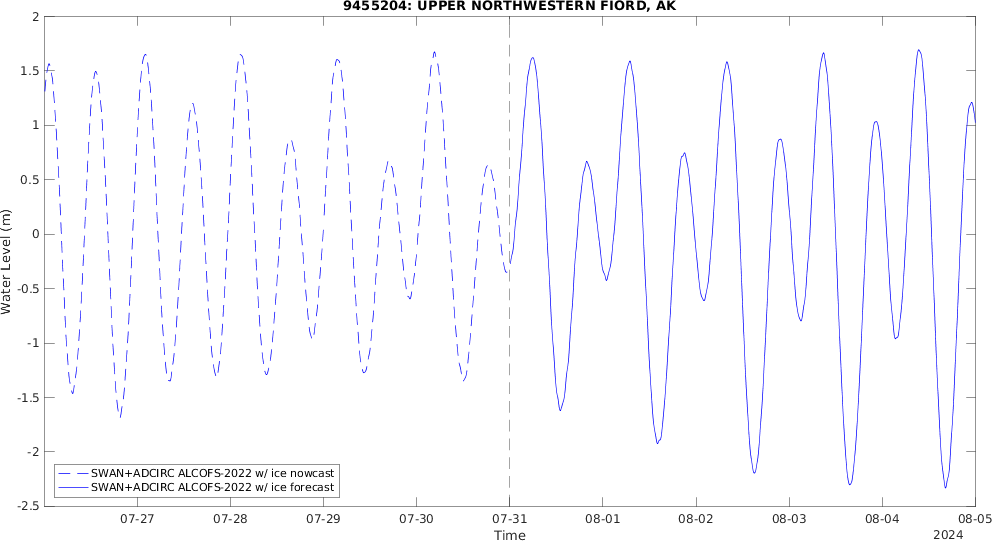 9455204: UPPER NORTHWESTERN FIORD, AK
Water Level (m)
2
1.5
1
0.5
0
-0.5
-1
-1.5
-2
-2.5
SWAN+ADCIRC ALCOFS-2022 w/ ice nowcast
SWAN+ADCIRC ALCOFS-2022 w/ ice forecast
07-27 07-28 07-29 07-30 07-31 08-01 08-02 08-03 08-04 08-05
Time
2024